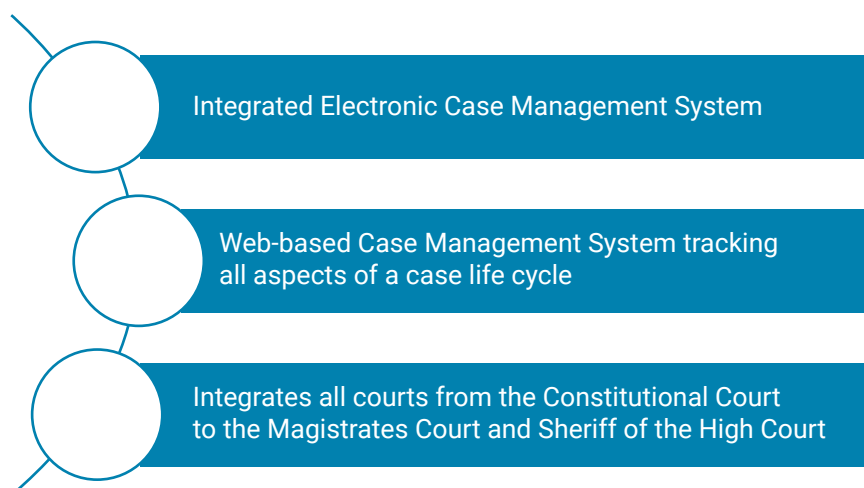 Integrated Electronic Case Management System
Web-based Case Management System tracking
all aspects of a case life cycle
Integrates all courts from the Constitutional Court
to the Magistrates Court and Sheriff of the High Court